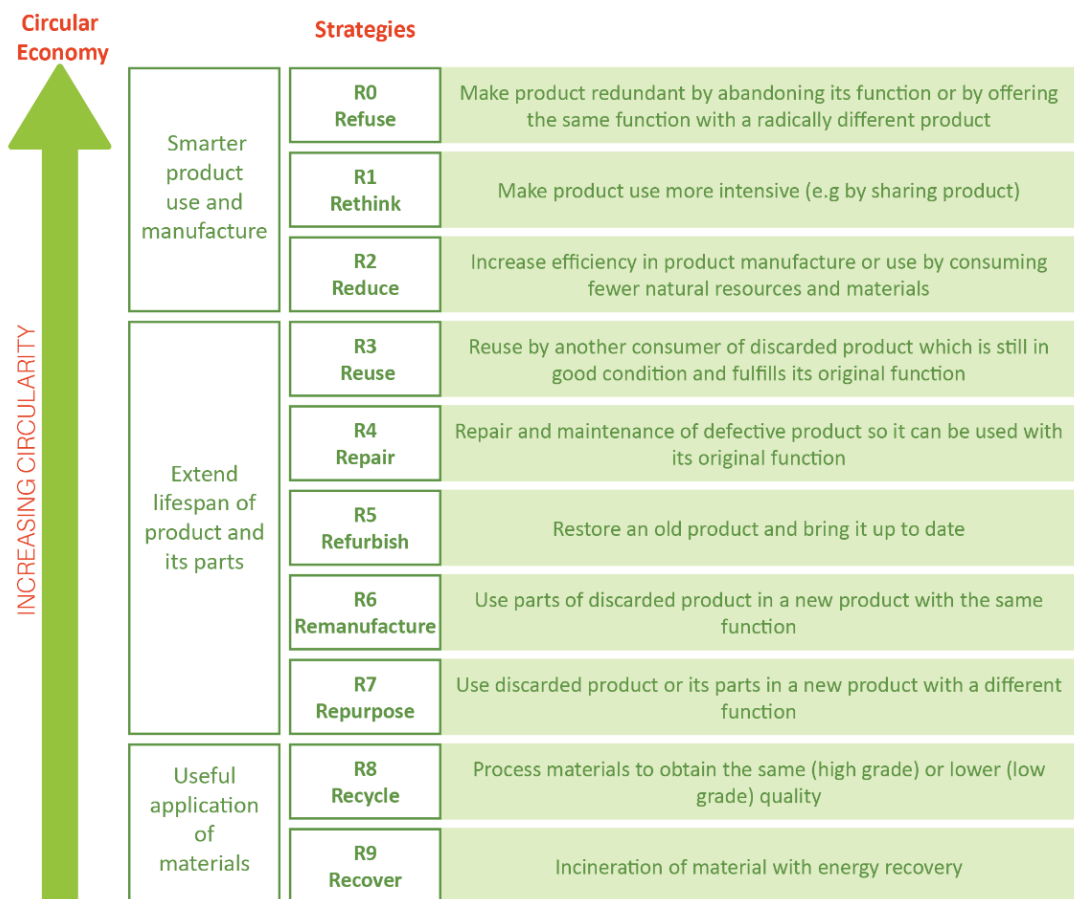 Circular
Economy
Strategies
INCREASING CIRCULARITY
Smarter
product
use and
manufacture
R0
Refuse
Make product redundant by abandoning its function or by offering
the same function with a radically different product
R1
Rethink
Make product use more intensive (e.g by sharing product)
R2
Reduce
Increase efficiency in product manufacture or use by consuming
fewer natural resources and materials
Extend
lifespan of
product and
its parts
R3
Reuse
Reuse by another consumer of discarded product which is still in
good condition and fulfills its original function
R4
Repair
Repair and maintenance of defective product so it can be used with
its original function
R5
Refurbish
Restore an old product and bring it up to date
R6
Remanufacture
Use parts of discarded product in a new product with the same
function
R7
Repurpose
Use discarded product or its parts in a new product with a different
function
Useful
application
of
materials
R8
Recycle
Process materials to obtain the same (high grade) or lower (low
grade) quality
R9
Recover
Incineration of material with energy recovery